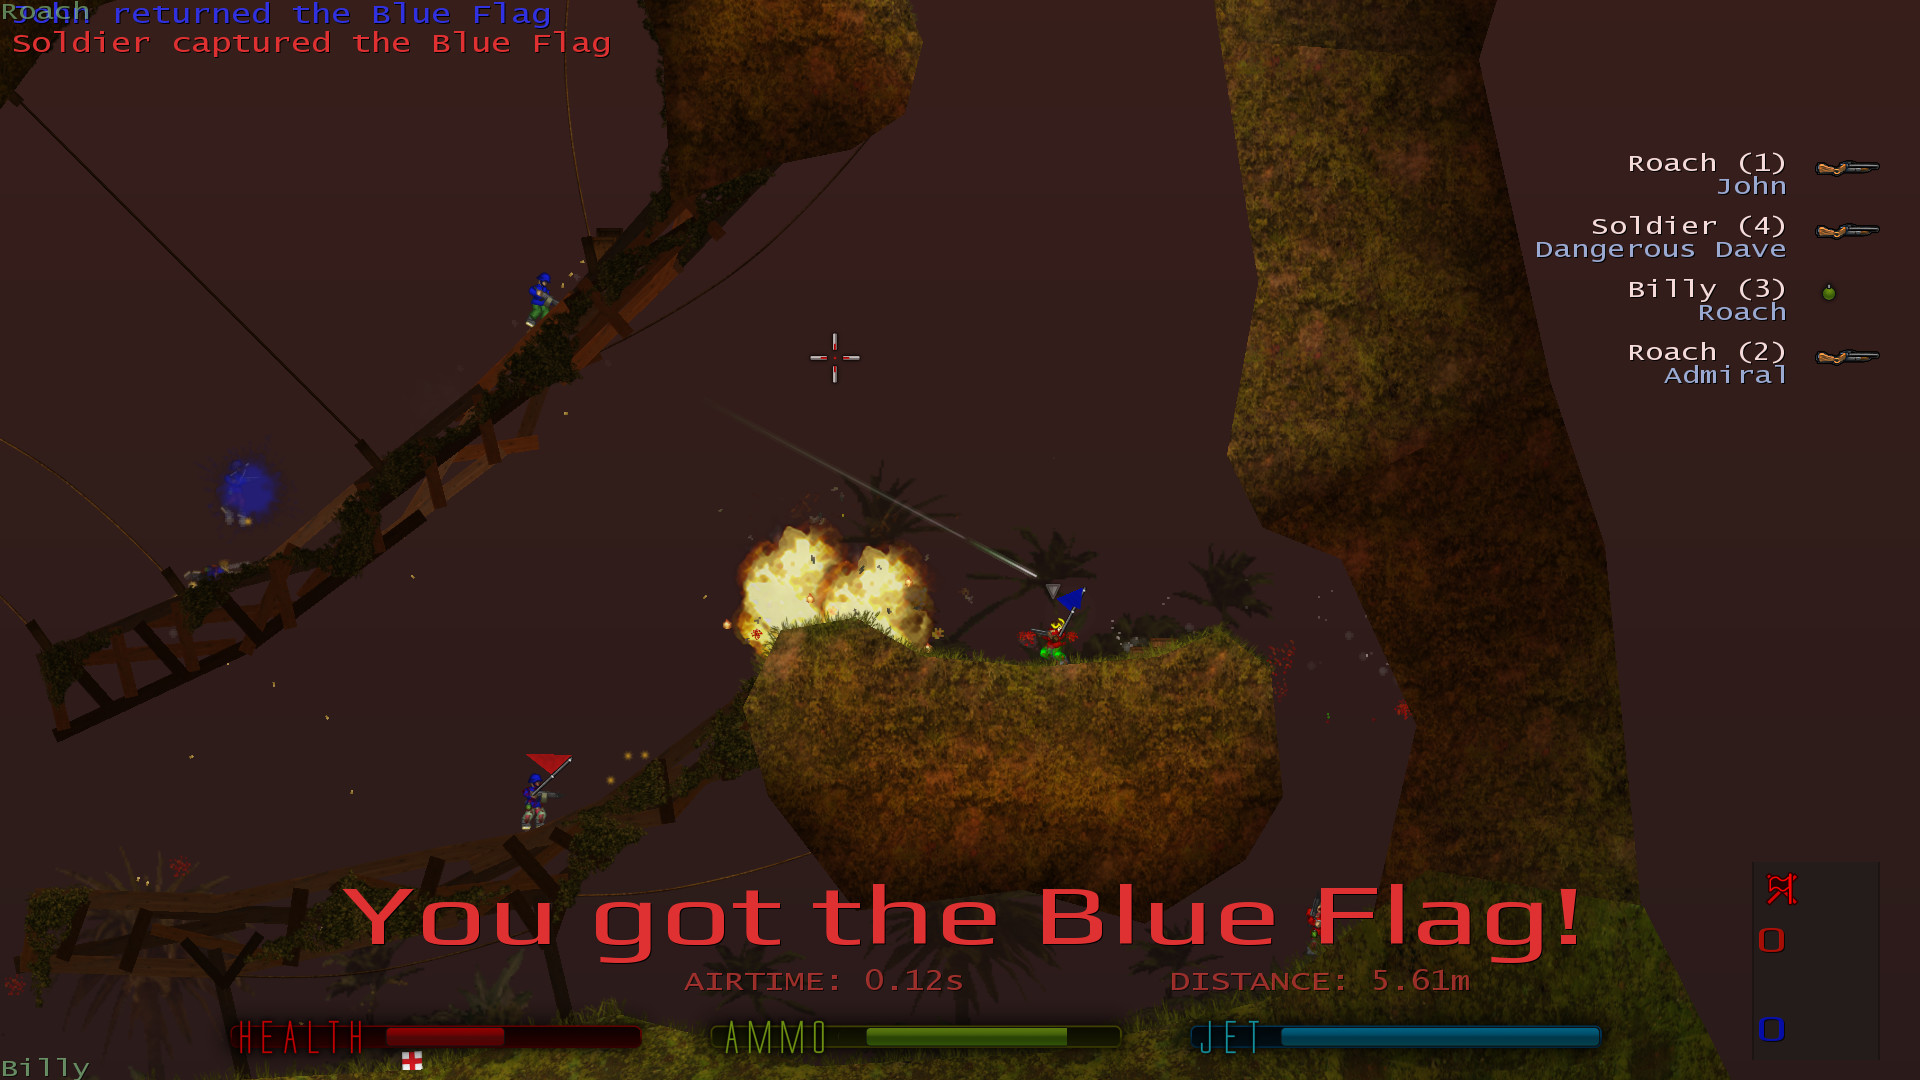 Roach
John returned the Blue Flag
Soldier captured the Blue Flag
Roach (1)
John
Soldier (4)
Dangerous Dave
Billy (3)
Roach
Roach (2)
Admiral
You got the Blue Flag!
AIRTIME: 0.12s
DISTANCE: 5.61m
HEALTH
AMMO
JET
0
0
Billy